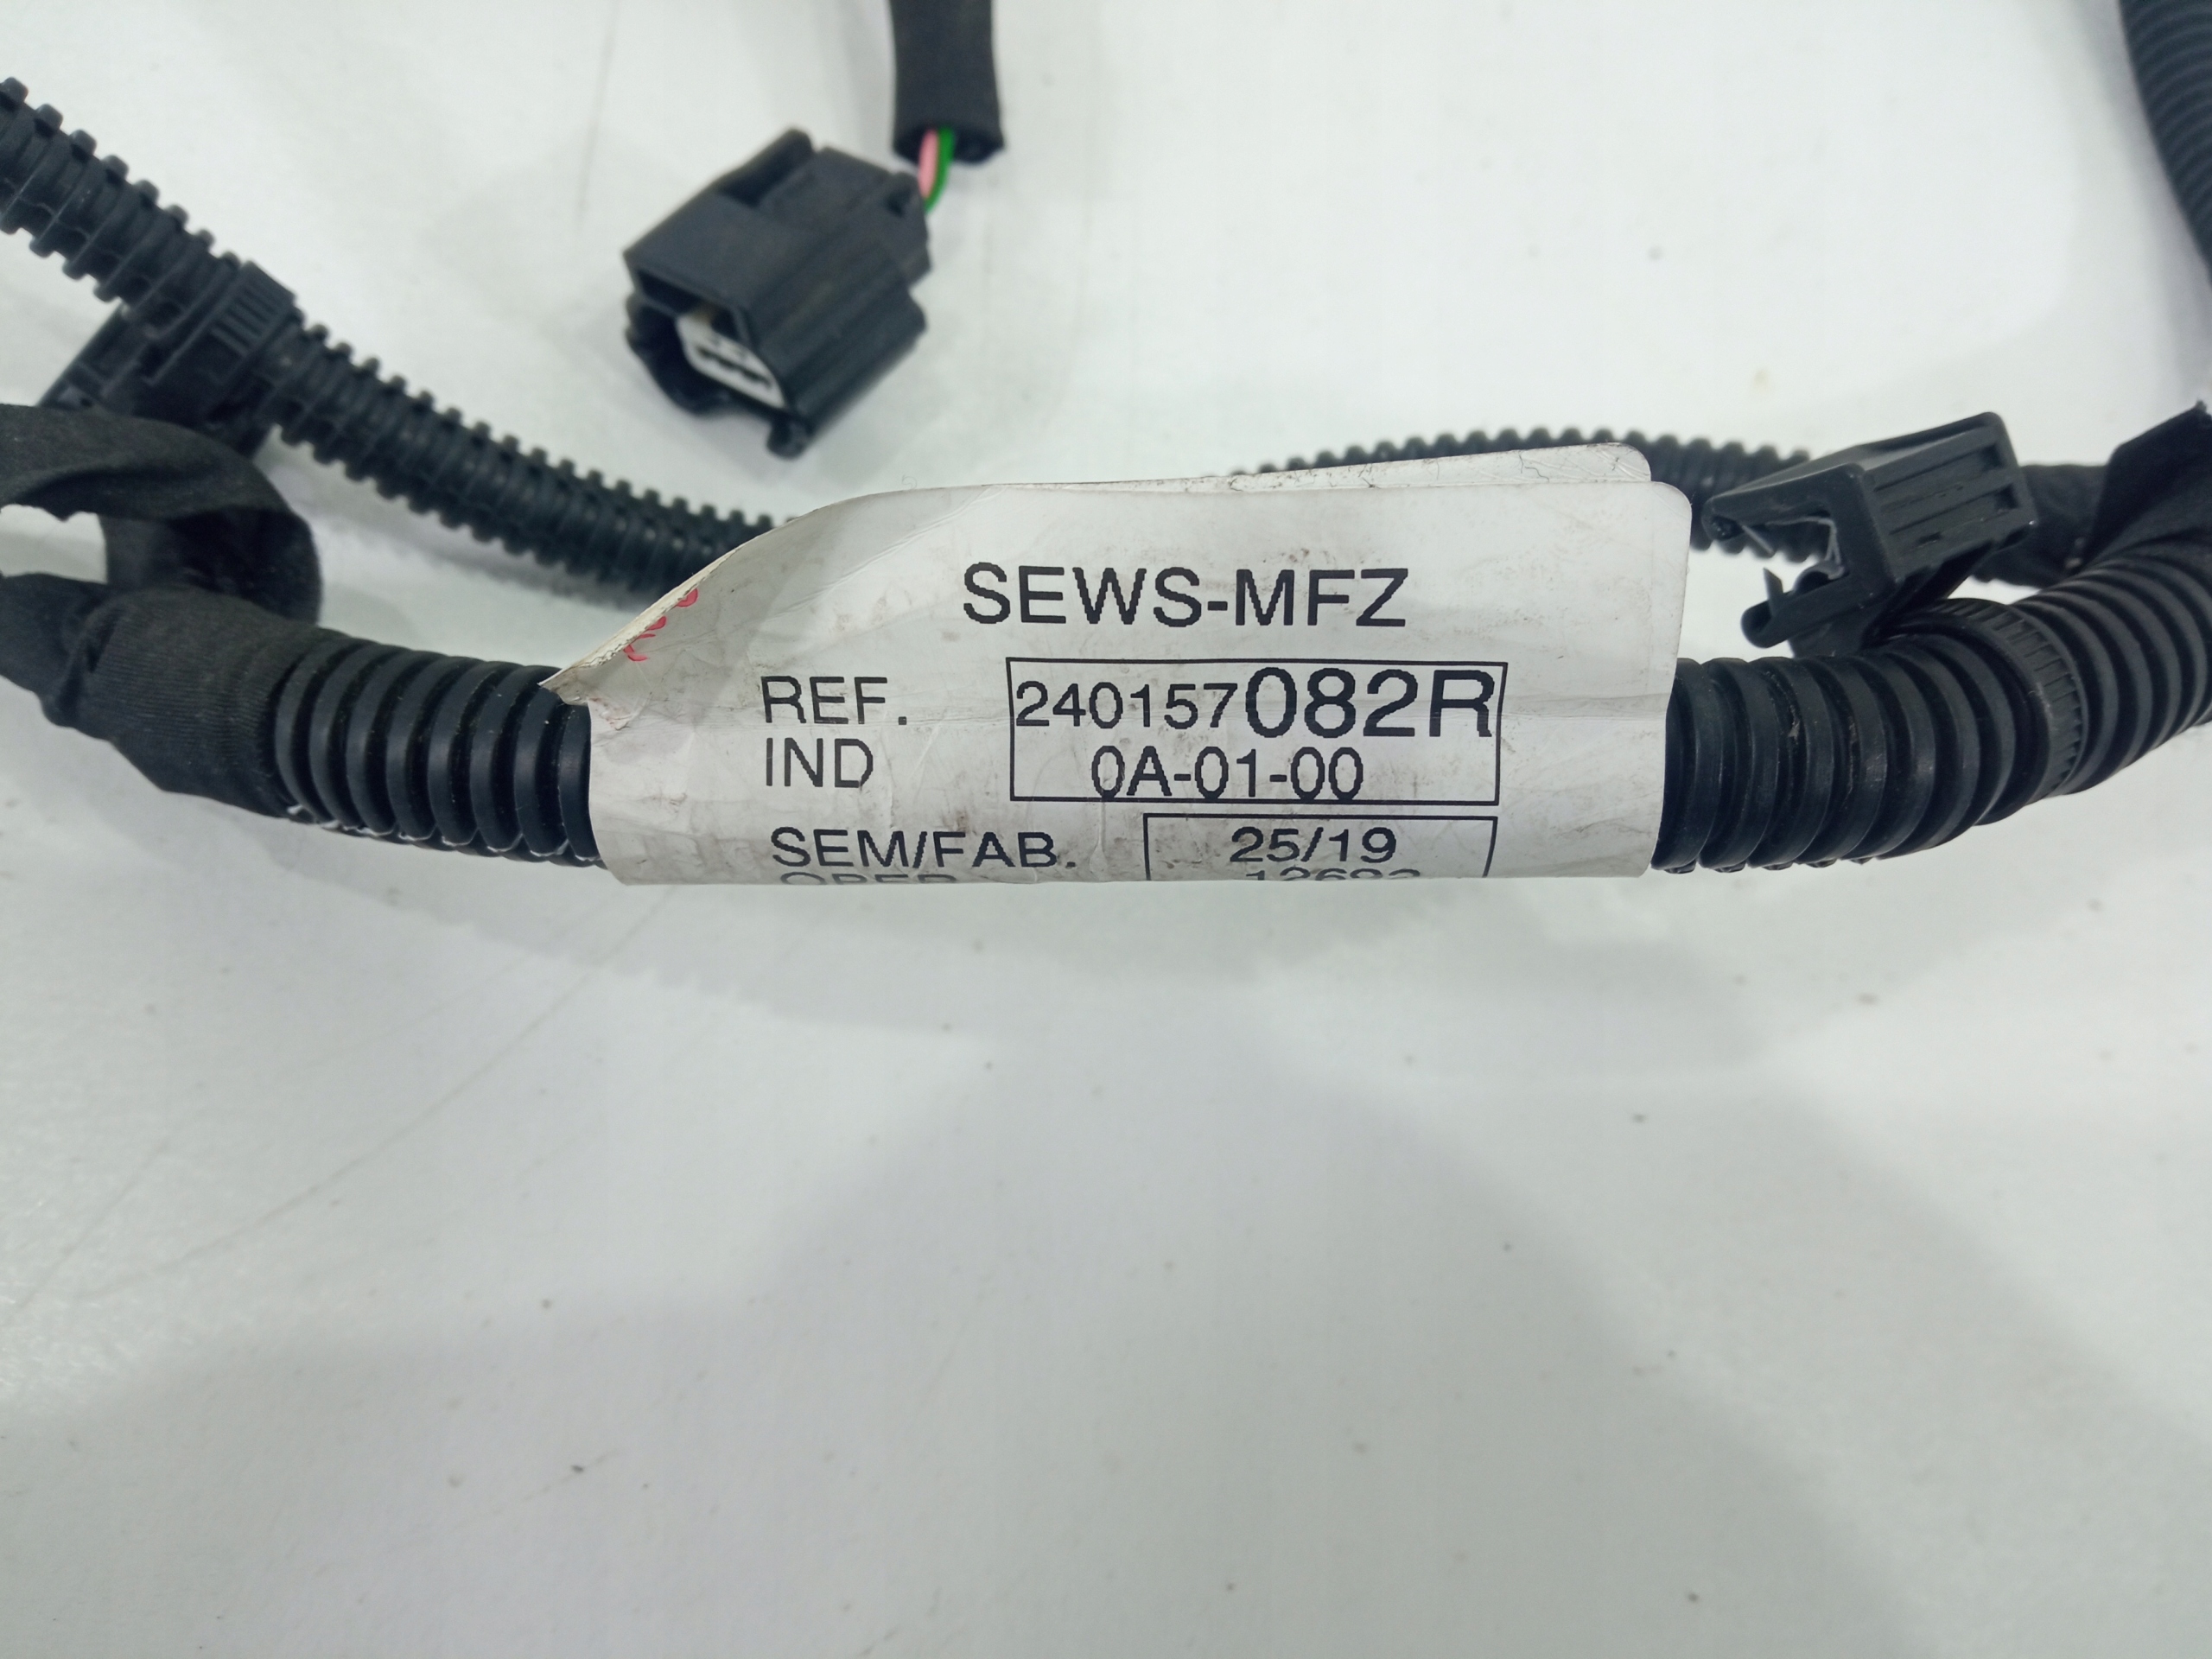 SEWS-MFZ
REF. 240157082R
IND 0A-01-00
SEM/FAB. 25/19